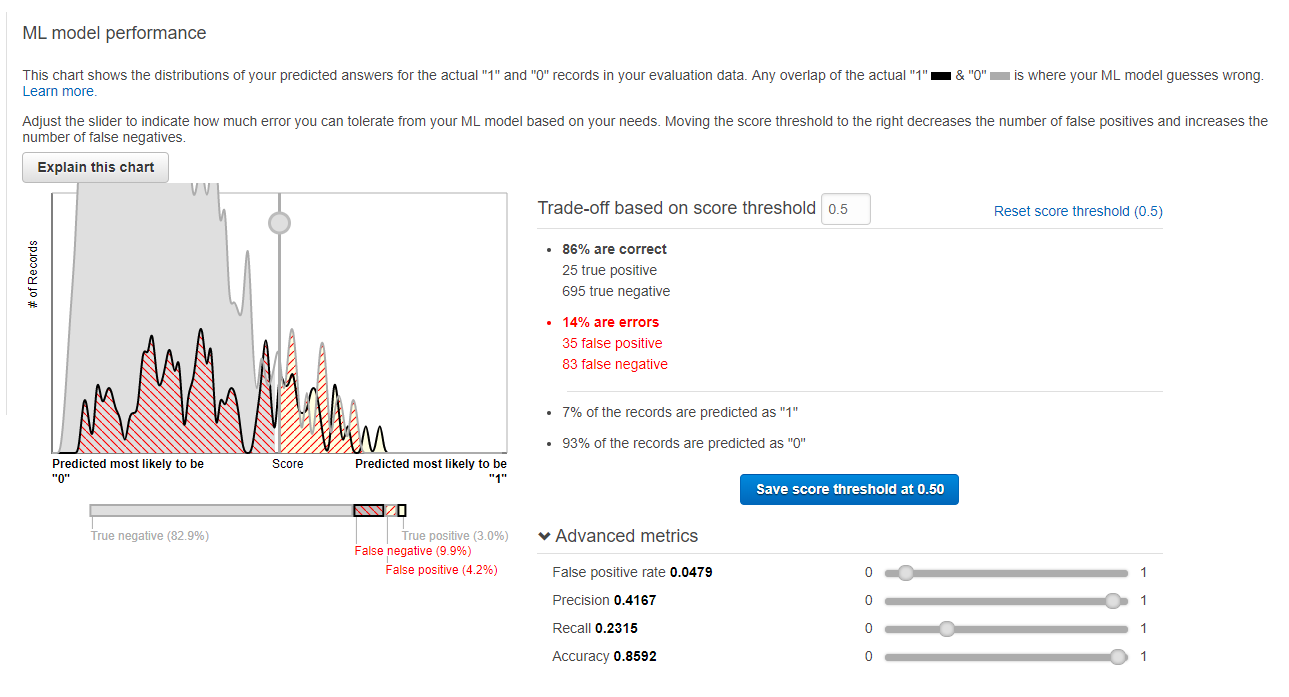 ML model performance
This chart shows the distributions of your predicted answers for the actual "1" and "0" records in your evaluation data. Any overlap of the actual "1" & "0" is where your ML model guesses wrong.
Learn more.
Adjust the slider to indicate how much error you can tolerate from your ML model based on your needs. Moving the score threshold to the right decreases the number of false positives and increases the
number of false negatives.
Explain this chart
# of Records
Predicted most likely to be
"0"
Score
Predicted most likely to be
"1"
True negative (82.9%)
True positive (3.0%)
False negative (9.9%)
False positive (4.2%)
Trade-off based on score threshold 0.5
Reset score threshold (0.5)
• 86% are correct
25 true positive
695 true negative
• 14% are errors
35 false positive
83 false negative
• 7% of the records are predicted as "1"
• 93% of the records are predicted as "0"
Save score threshold at 0.50
Advanced metrics
False positive rate 0.0479 0 1
Precision 0.4167 0 1
Recall 0.2315 0 1
Accuracy 0.8592 0 1